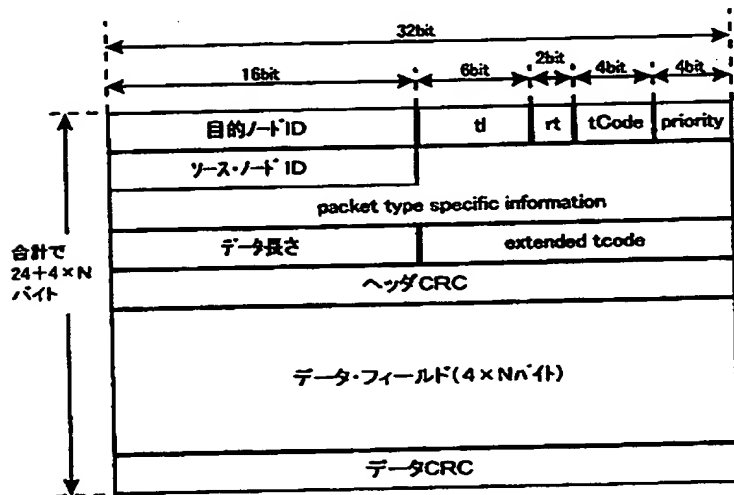 32bit
16bit
6bit
2bit
4bit
4bit
目的ノードID
tl
rt
tCode
priority
ソース・ノードID
packet type specific information
データ長さ
extended tcode
ヘッダCRC
合計で
24+4×N
バイト
データ・フィールド(4×Nバイト)
データCRC